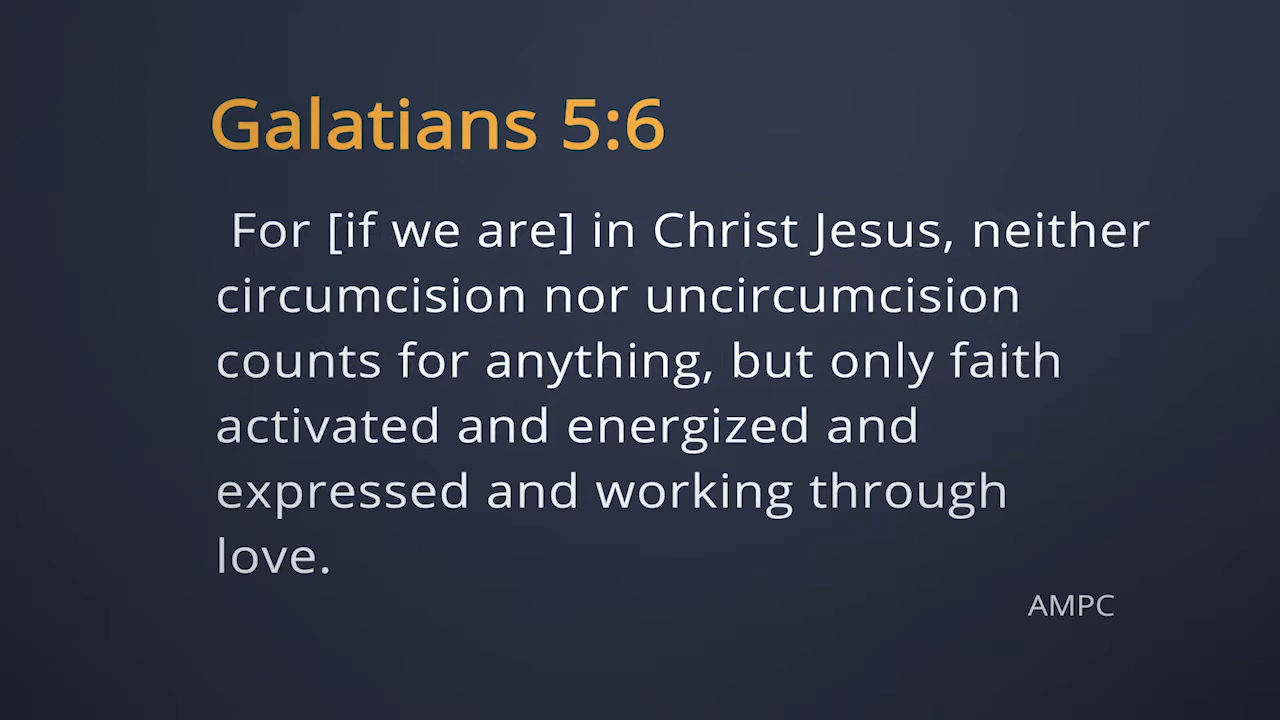 Galatians 5:6
For [if we are] in Christ Jesus, neither
circumcision nor uncircumcision
counts for anything, but only faith
activated and energized and
expressed and working through
love.
AMPC